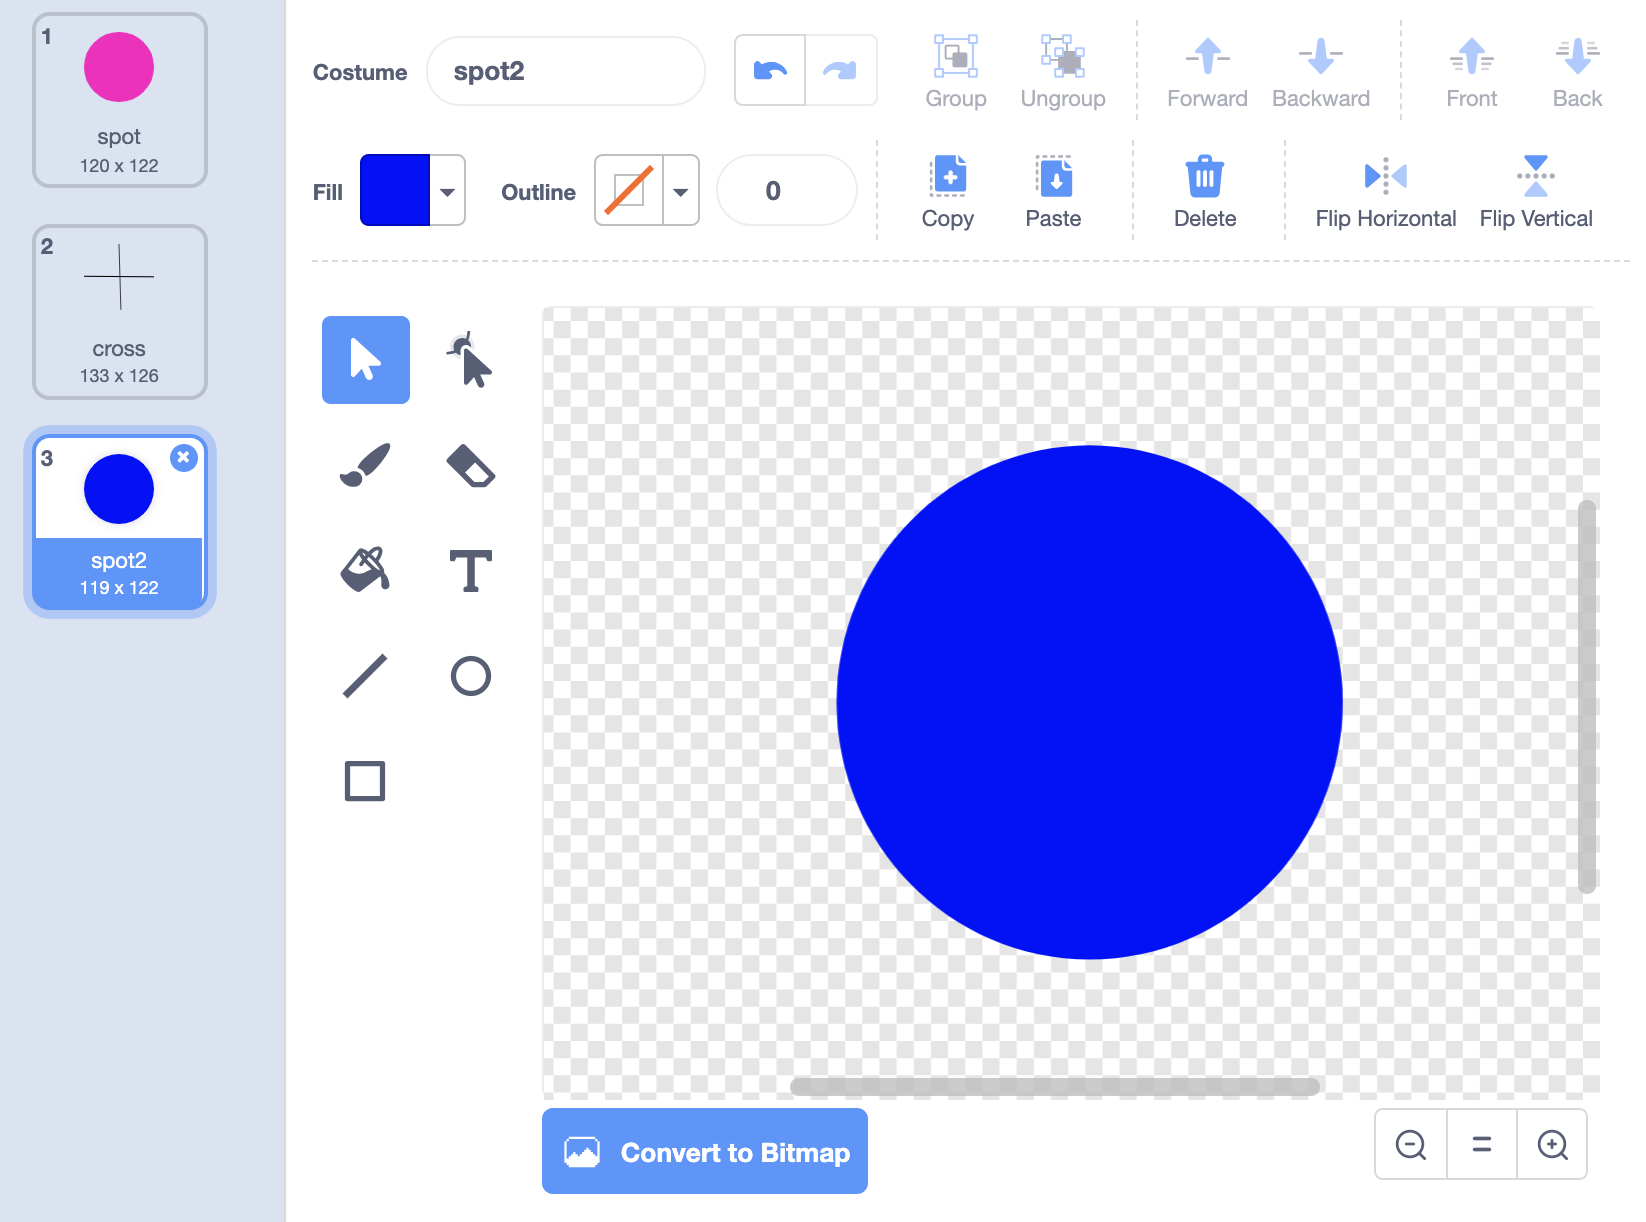 1
spot
120 x 122
2
cross
133 x 126
3
spot2
119 x 122
Costume spot2
Group Ungroup Forward Backward Front Back
Fill Outline 0
Copy Paste Delete Flip Horizontal Flip Vertical
T
Convert to Bitmap